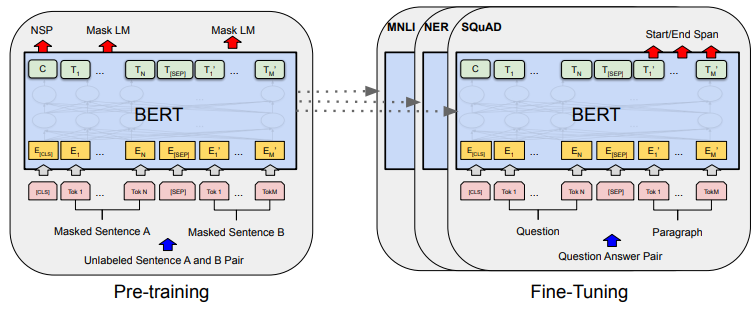 NSP Mask LM Mask LM
C T1 ... TN T[SEP] T1' ... TM'
BERT
E[CLS] E1 ... EN E[SEP] E1' ... EM'
[CLS] Tok 1 ... Tok N [SEP] Tok 1 ... TokM
Masked Sentence A Masked Sentence B
Unlabeled Sentence A and B Pair
Pre-training
MNLI NER SQuAD
Start/End Span
C T1 ... TN T[SEP] T1' ... TM'
BERT
E[CLS] E1 ... EN E[SEP] E1' ... EM'
[CLS] Tok 1 ... Tok N [SEP] Tok 1 ... TokM
Question Paragraph
Question Answer Pair
Fine-Tuning